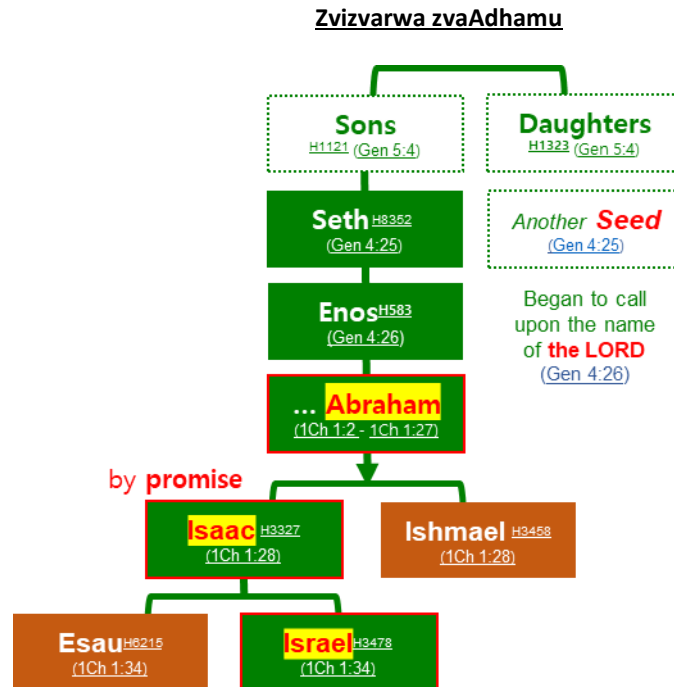 Zvizvarwa zvaAdhamu
Sons
H1121 (Gen 5:4)
Daughters
H1323 (Gen 5:4)
Seth H8352
(Gen 4:25)
Another Seed
(Gen 4:25)
Enos H583
(Gen 4:26)
Began to call
upon the name
of the LORD
(Gen 4:26)
... Abraham
(1Ch 1:2 - 1Ch 1:27)
by promise
Isaac H3327
(1Ch 1:28)
Ishmael H3458
(1Ch 1:28)
Esau H6215
(1Ch 1:34)
Israel H3478
(1Ch 1:34)